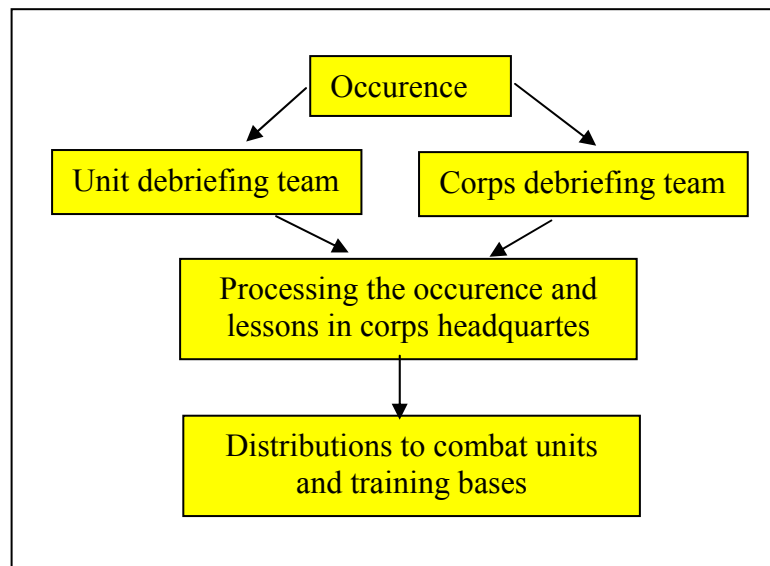 Occurence
Unit debriefing team
Corps debriefing team
Processing the occurence and
lessons in corps headquartes
Distributions to combat units
and training bases